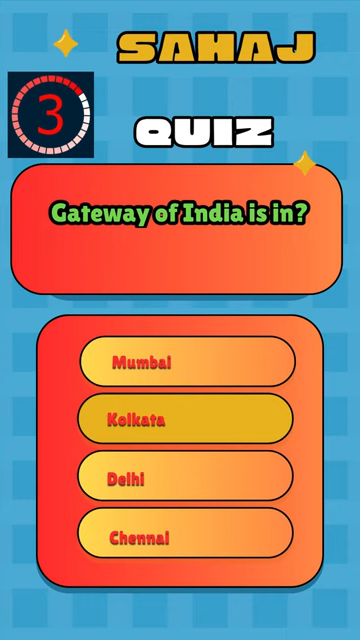 SAHAJ
3
QUIZ
Gateway of India is in?
Mumbai
Kolkata
Delhi
Chennai